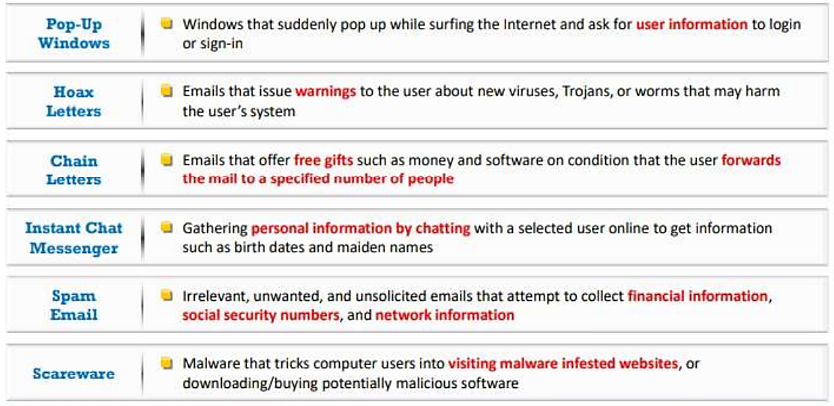 Pop-Up
Windows
Windows that suddenly pop up while surfing the Internet and ask for user information to login
or sign-in
Hoax
Letters
Emails that issue warnings to the user about new viruses, Trojans, or worms that may harm
the user's system
Chain
Letters
Emails that offer free gifts such as money and software on condition that the user forwards
the mail to a specified number of people
Instant Chat
Messenger
Gathering personal information by chatting with a selected user online to get information
such as birth dates and maiden names
Spam
Email
Irrelevant, unwanted, and unsolicited emails that attempt to collect financial information,
social security numbers, and network information
Scareware
Malware that tricks computer users into visiting malware infested websites, or
downloading/buying potentially malicious software